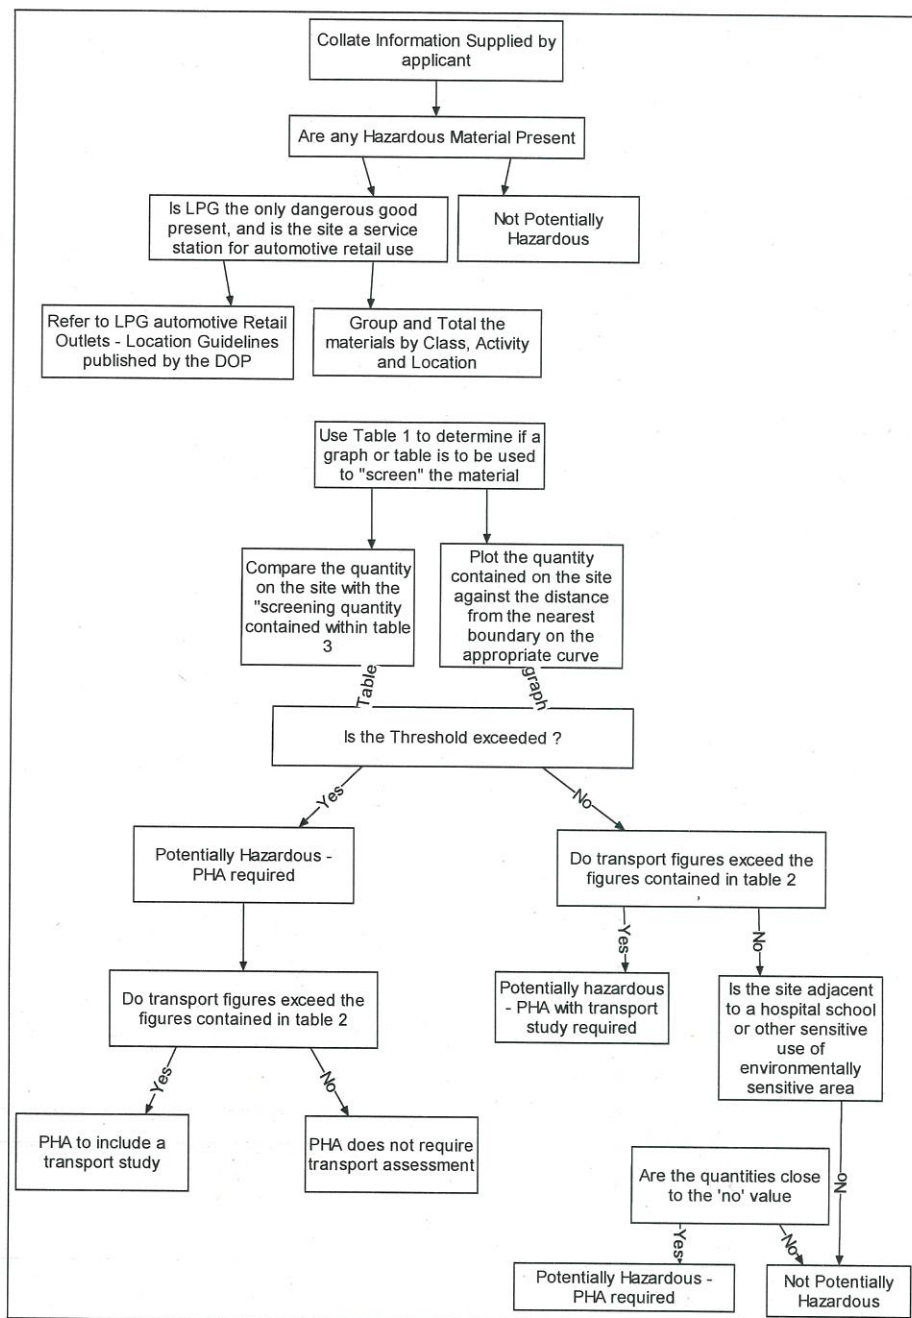 Collate Information Supplied by
applicant
Are any Hazardous Material Present
Is LPG the only dangerous good
present, and is the site a service
station for automotive retail use
Not Potentially
Hazardous
Refer to LPG automotive Retail
Outlets - Location Guidelines
published by the DOP
Group and Total the
materials by Class, Activity
and Location
Use Table 1 to determine if a
graph or table is to be used
to "screen" the material
Compare the quantity
on the site with the
"screening quantity
contained within table
3
Plot the quantity
contained on the site
against the distance
from the nearest
boundary on the
appropriate curve
Table
graph
Is the Threshold exceeded ?
Yes
No
Potentially Hazardous -
PHA required
Do transport figures exceed the
figures contained in table 2
,
Yes
No
Do transport figures exceed the
figures contained in table 2
Potentially hazardous
- PHA with transport
study required
Is the site adjacent
to a hospital school
or other sensitive
use of
environmentally
sensitive area
Yes
No
PHA to include a
transport study
PHA does not require
transport assessment
Are the quantities close
to the 'no' value
No
Yes
No
Potentially Hazardous -
PHA required
Not Potentially
Hazardous